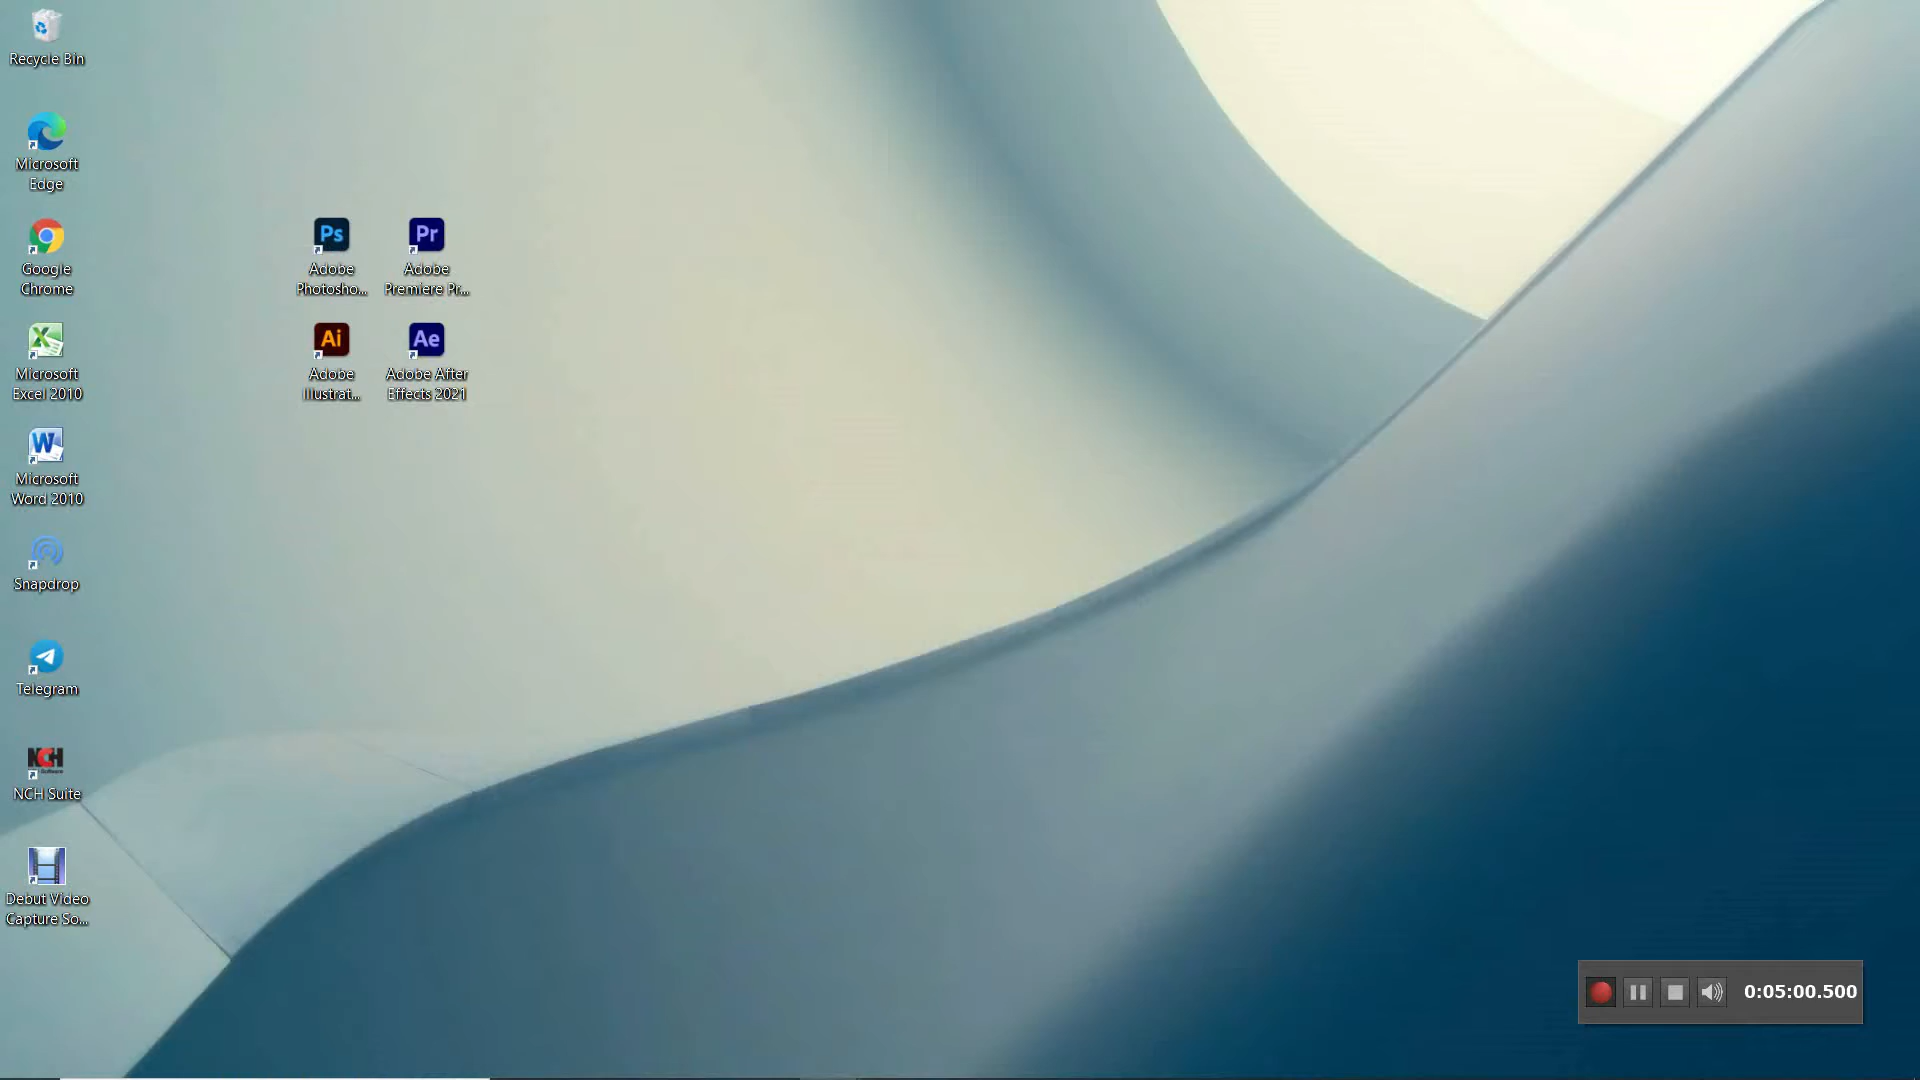 Recycle Bin
Microsoft
Edge
Google
Chrome
Microsoft
Excel 2010
Microsoft
Word 2010
Snapdrop
Telegram
NCH Software
NCH Suite
Debut Video
Capture So...
Ps
Adobe
Photosho...
Pr
Adobe
Premiere Pr...
Ai
Adobe
Illustrat...
Ae
Adobe After
Effects 2021
0:05:00.500